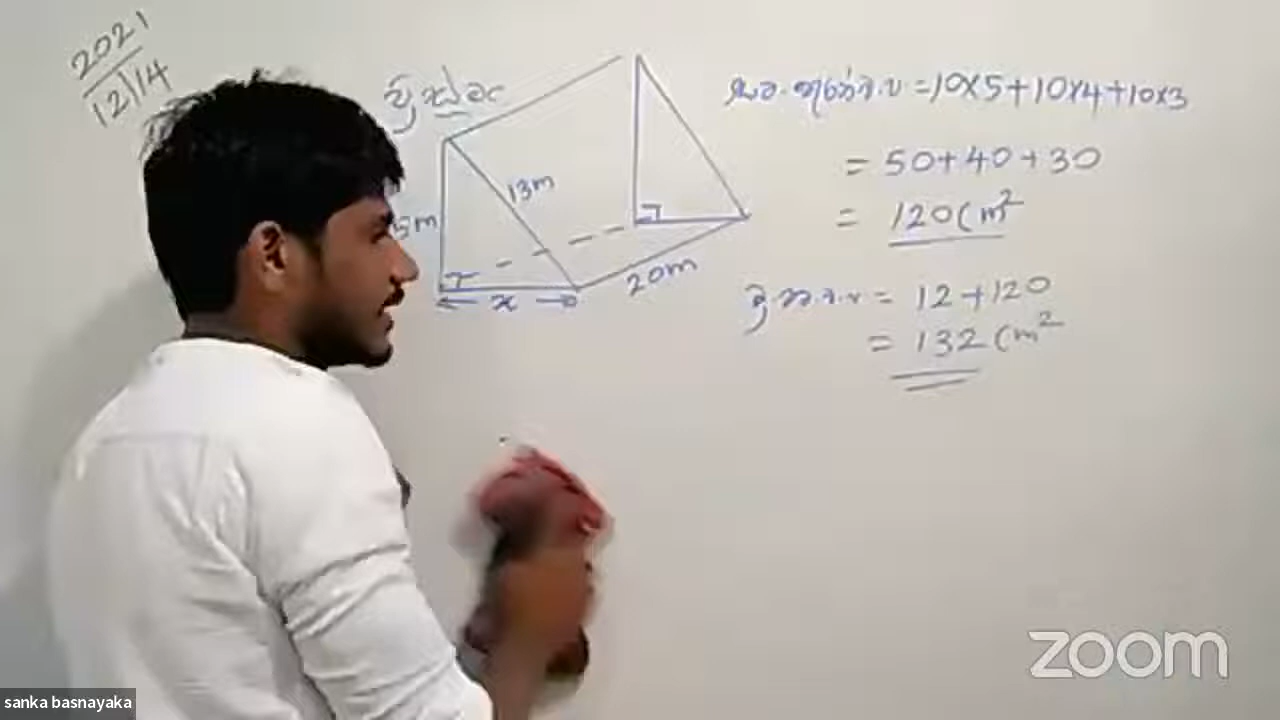 2021
12/14
ප්‍රිස්මය
5m
13m
x
20m
= 10×5+10×4+10×3
= 50+40+30
= 120cm²
= 12+120
= 132cm²
zoom
sanka basnayaka